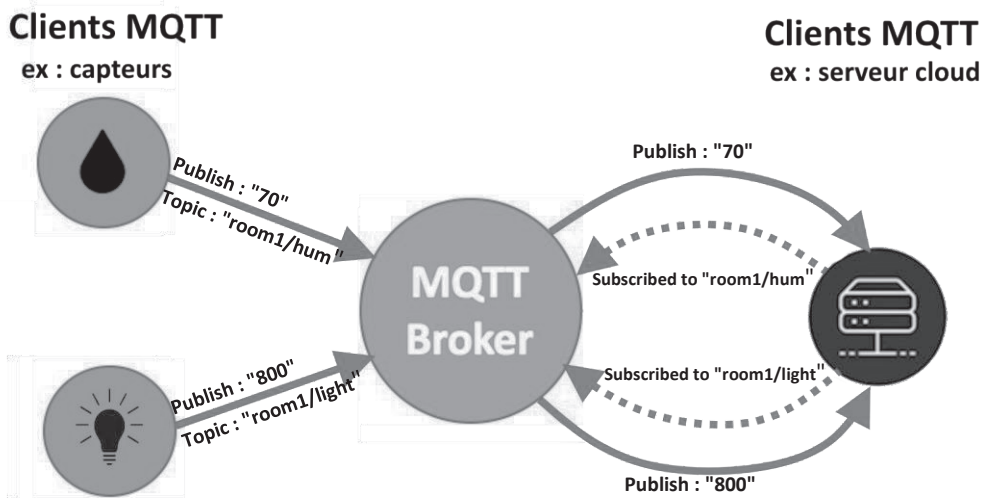 Clients MQTT
ex : capteurs
Clients MQTT
ex : serveur cloud
Publish : "70"
Topic : "room1/hum"
Publish : "70"
Subscribed to "room1/hum"
MQTT
Broker
Subscribed to "room1/light"
Publish : "800"
Topic : "room1/light"
Publish : "800"